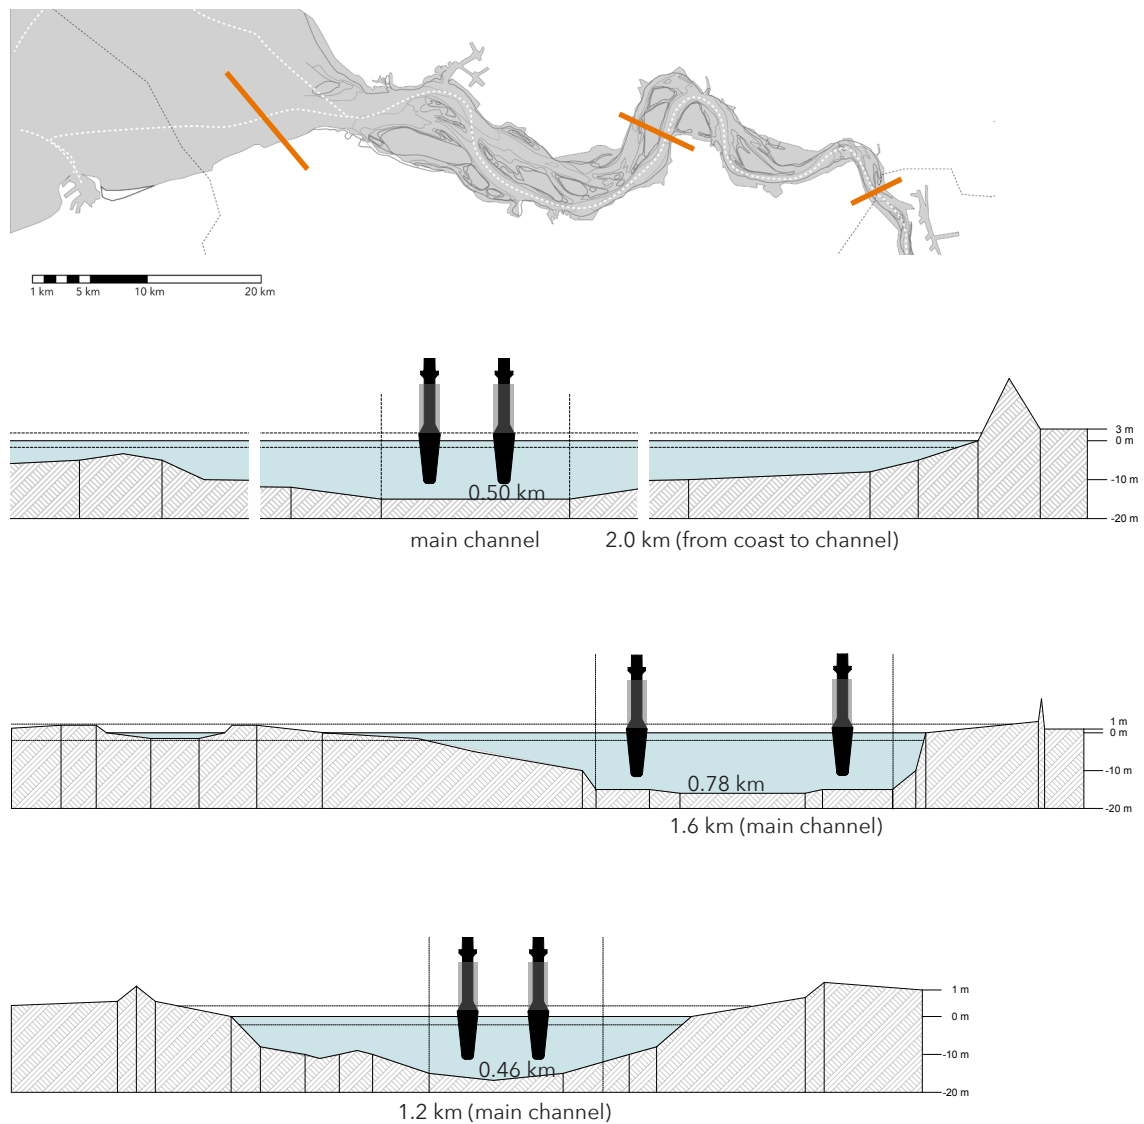 1 km 5 km 10 km 20 km
3 m
0 m
0.50 km
-10 m
-20 m
main channel 2.0 km (from coast to channel)
1 m
0 m
-10 m
0.78 km
-20 m
1.6 km (main channel)
1 m
0 m
-10 m
0.46 km
-20 m
1.2 km (main channel)